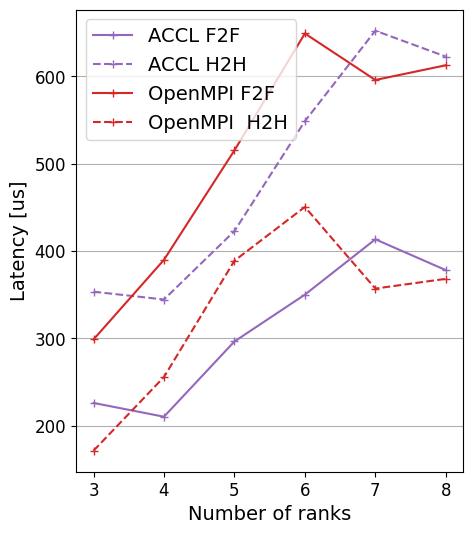 ACCL F2F
ACCL H2H
OpenMPI F2F
OpenMPI  H2H
600
500
400
300
200
Latency [us]
3 4 5 6 7 8
Number of ranks